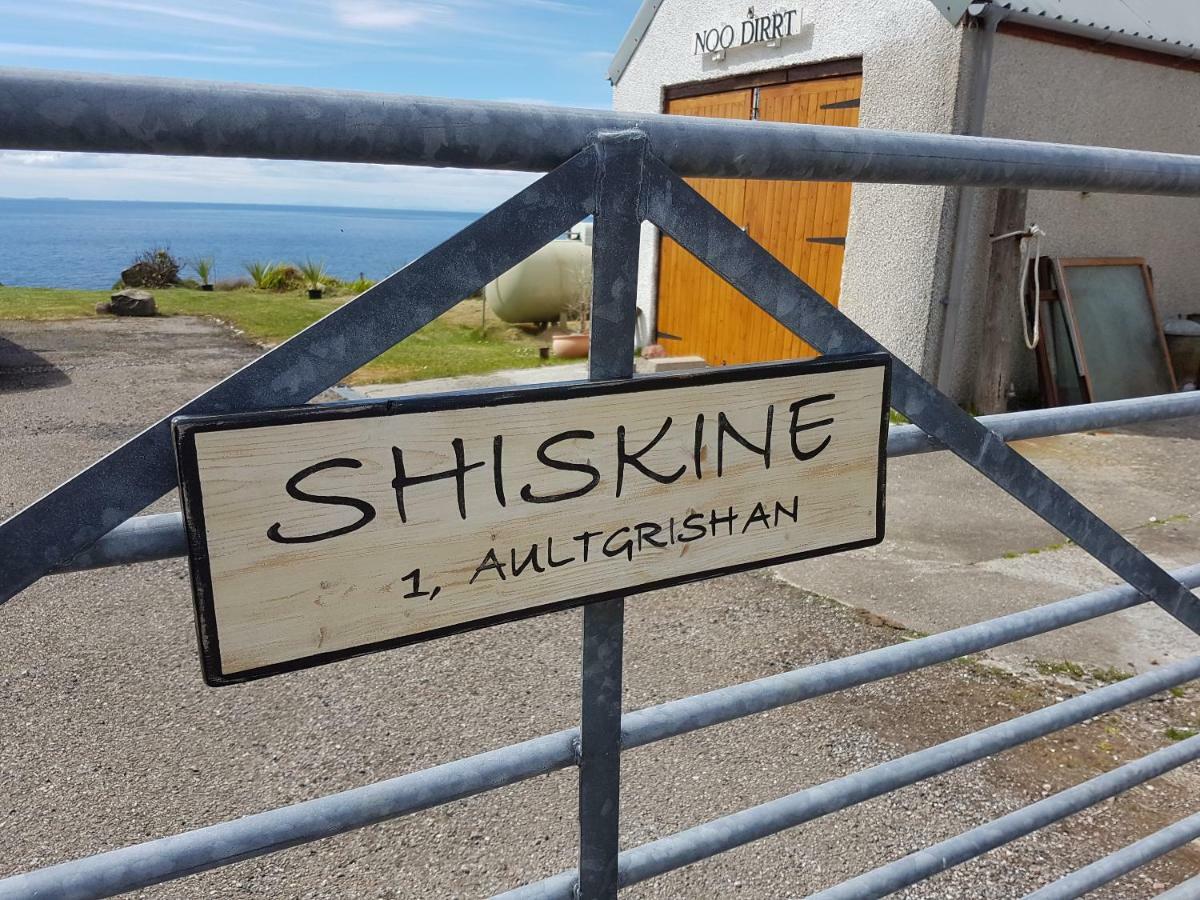 NOO DIRRT
SHISKINE
1, AULTGRISHAN